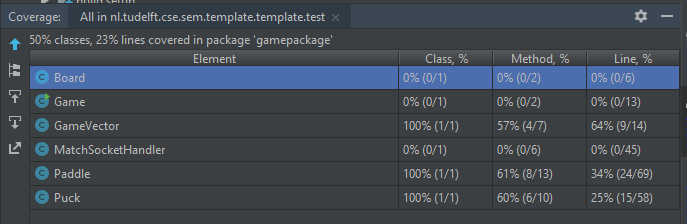 build setup
Coverage: All in nl.tudelft.cse.sem.template.template.test ×
50% classes, 23% lines covered in package 'gamepackage'
Element Class, % Method, % Line, %
Board 0% (0/1) 0% (0/2) 0% (0/6)
Game 0% (0/1) 0% (0/2) 0% (0/13)
GameVector 100% (1/1) 57% (4/7) 64% (9/14)
MatchSocketHandler 0% (0/1) 0% (0/6) 0% (0/45)
Paddle 100% (1/1) 61% (8/13) 34% (24/69)
Puck 100% (1/1) 60% (6/10) 25% (15/58)